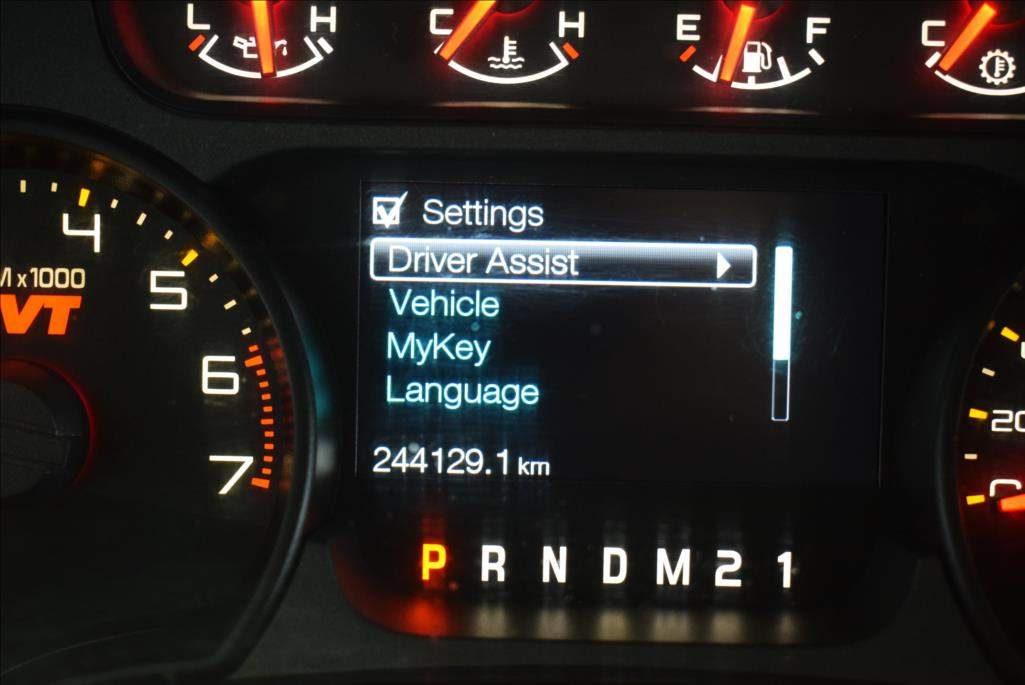 L H
C H
E F
C
4
M x1000
5
VT
6
7
Settings
Driver Assist
Vehicle
MyKey
Language
244129.1 km
P R N D M 2 1
20